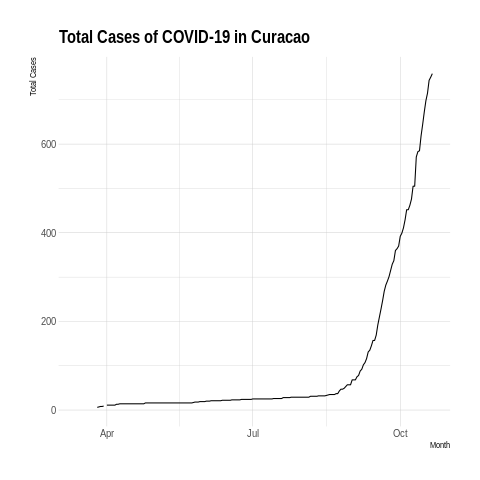 Total Cases of COVID-19 in Curacao
Total Cases
600
400
200
0
Apr
Jul
Oct
Month